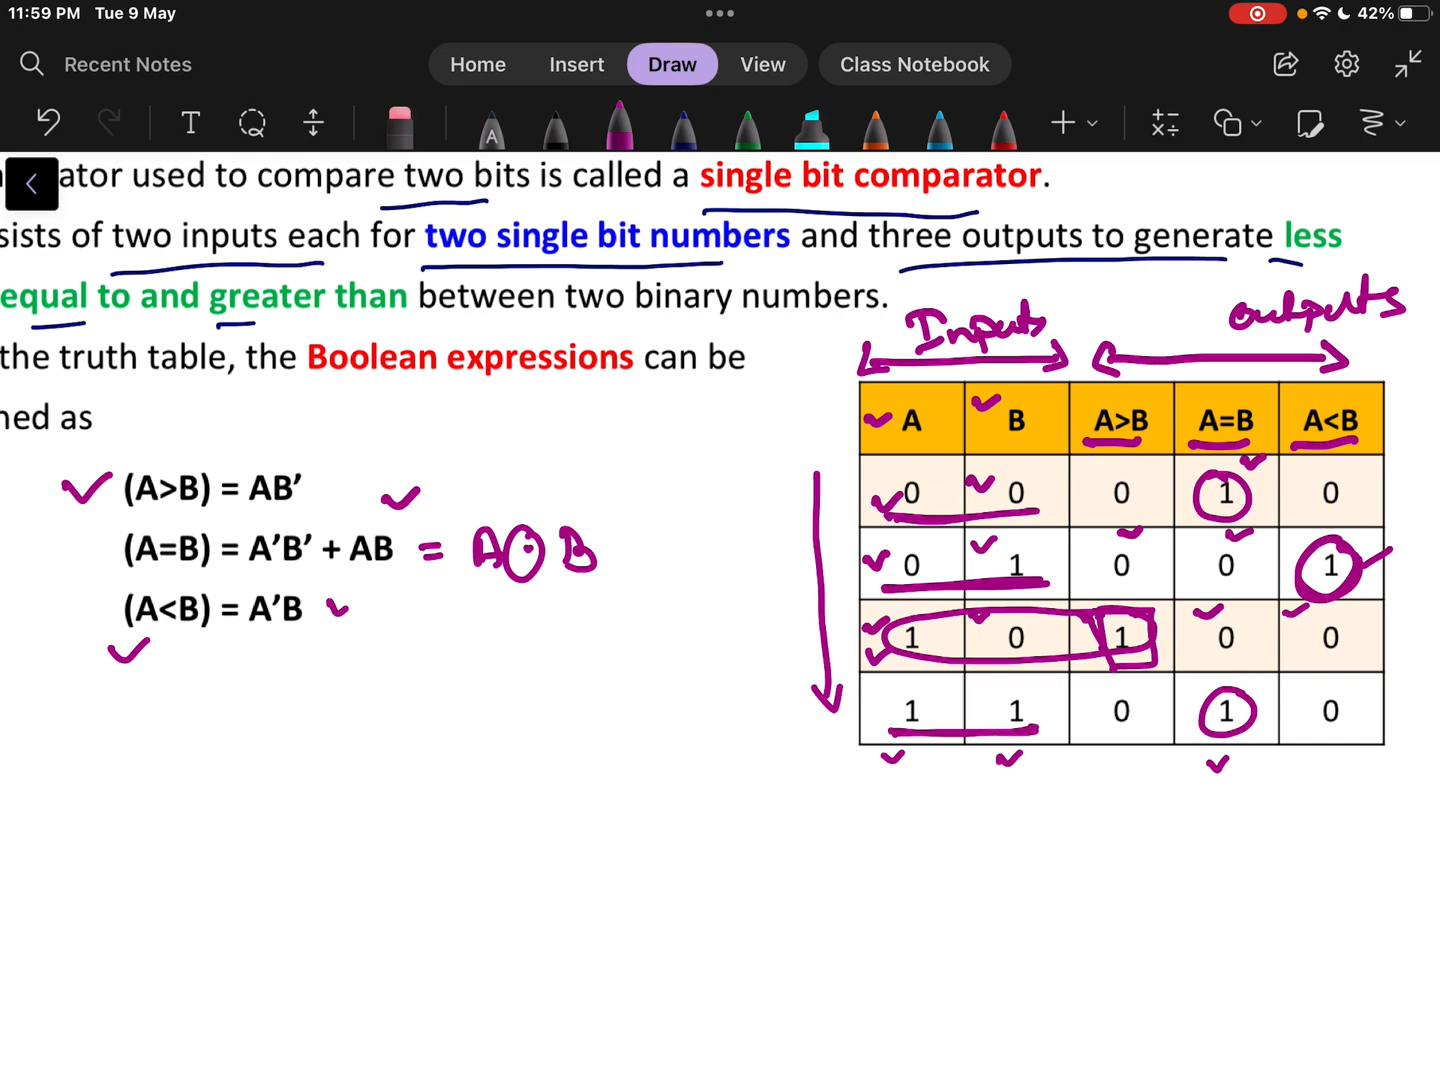 11:59 PM Tue 9 May
42%
Recent Notes
Home Insert Draw View Class Notebook
T A
ator used to compare two bits is called a single bit comparator.
sists of two inputs each for two single bit numbers and three outputs to generate less
equal to and greater than between two binary numbers.
Inputs outputs
the truth table, the Boolean expressions can be
ned as
A B A>B A=B A<B
0 0 0 1 0
0 1 0 0 1
1 0 1 0 0
1 1 0 1 0
(A>B) = AB’
(A=B) = A’B’ + AB = A⊙B
(A<B) = A’B